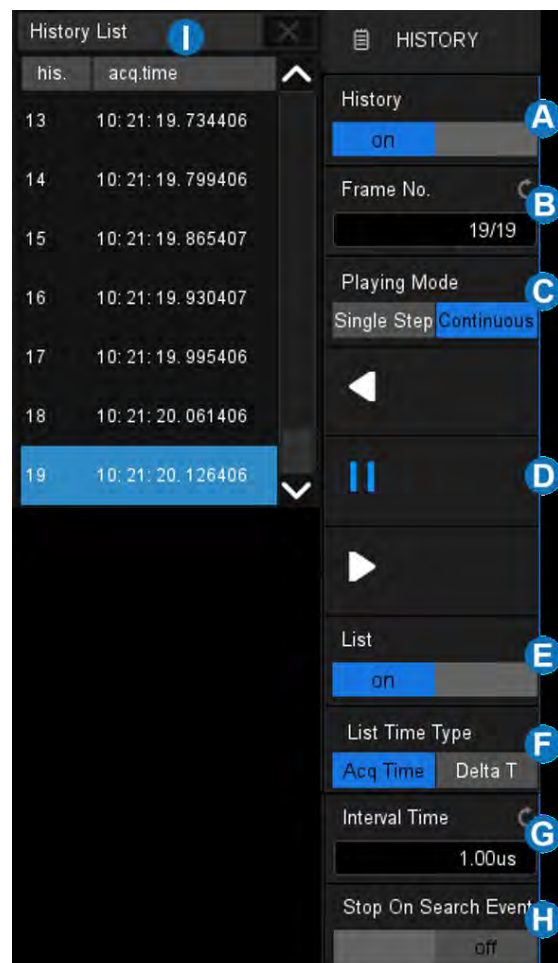 History List
I
his. acq.time
13 10: 21: 19. 734406
14 10: 21: 19. 799406
15 10: 21: 19. 865407
16 10: 21: 19. 930407
17 10: 21: 19. 995406
18 10: 21: 20. 061406
19 10: 21: 20. 126406
HISTORY
History
A
on
Frame No.
B
19/19
Playing Mode
C
Single Step Continuous
D
List
E
on
List Time Type
F
Acq Time Delta T
Interval Time
G
1.00us
Stop On Search Event
H
off